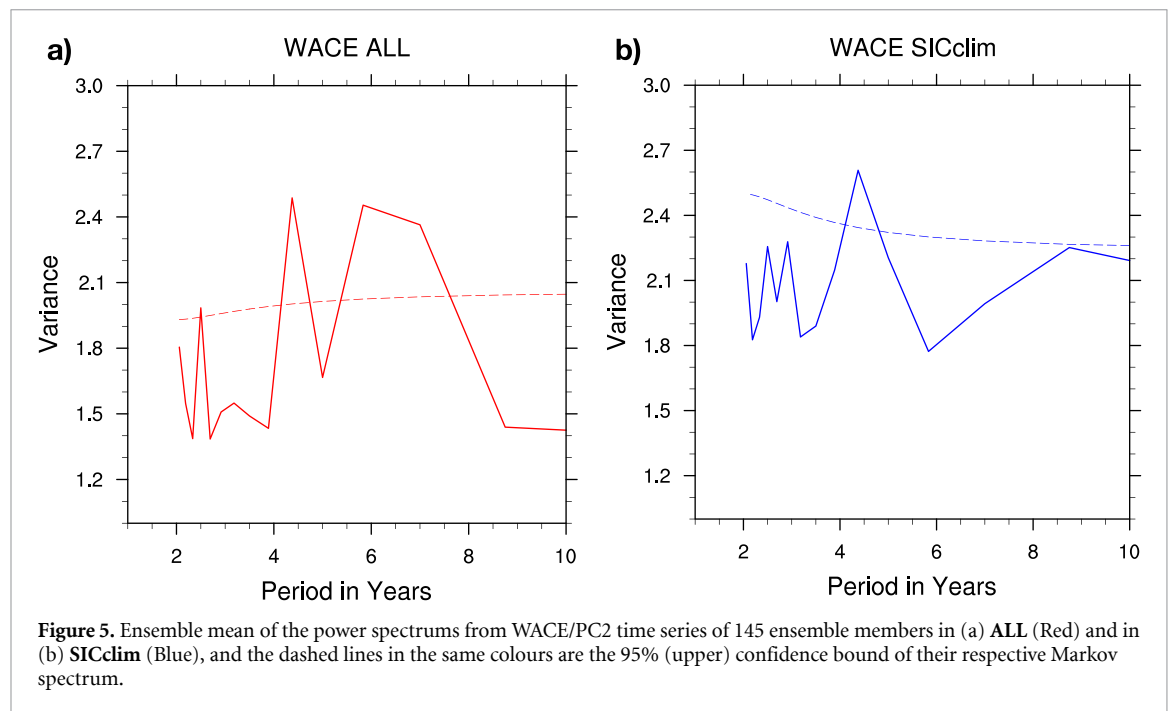 a)
WACE ALL
3.0
2.7
2.4
2.1
1.8
1.5
1.2
Variance
2 4 6 8 10
Period in Years
b)
WACE SICclim
3.0
2.7
2.4
2.1
1.8
1.5
1.2
Variance
2 4 6 8 10
Period in Years
Figure 5. Ensemble mean of the power spectrums from WACE/PC2 time series of 145 ensemble members in (a) ALL (Red) and in
(b) SICclim (Blue), and the dashed lines in the same colours are the 95% (upper) confidence bound of their respective Markov
spectrum.